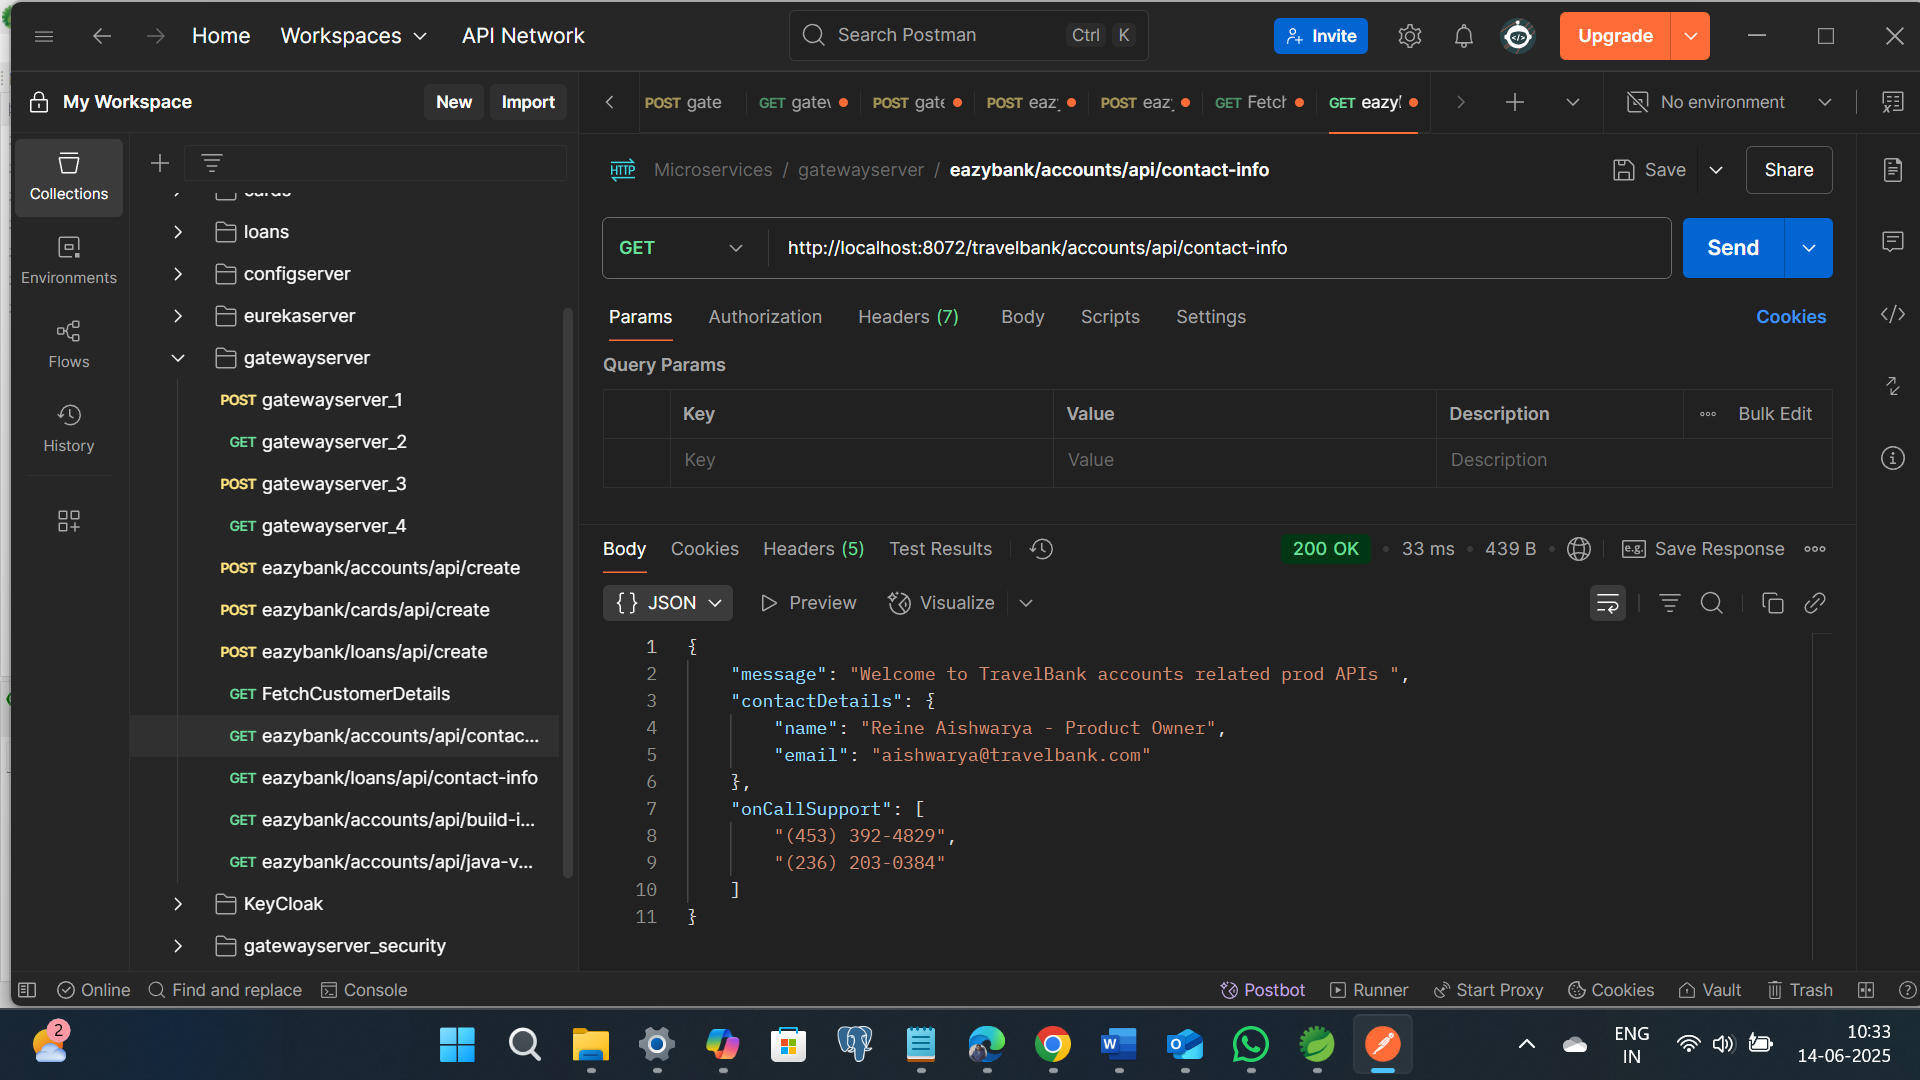 Home
Workspaces
API Network
Search Postman
Ctrl
K
Invite
Upgrade
My Workspace
New
Import
POST gate
GET gatew
POST gate
POST eaz
POST eaz
GET Fetch
GET eazyl
No environment
Collections
Environments
Flows
History
cards
loans
configserver
eurekaserver
gatewayserver
POST gatewayserver_1
GET gatewayserver_2
POST gatewayserver_3
GET gatewayserver_4
POST eazybank/accounts/api/create
POST eazybank/cards/api/create
POST eazybank/loans/api/create
GET FetchCustomerDetails
GET eazybank/accounts/api/contac...
GET eazybank/loans/api/contact-info
GET eazybank/accounts/api/build-i...
GET eazybank/accounts/api/java-v...
KeyCloak
gatewayserver_security
HTTP
Microservices / gatewayserver / eazybank/accounts/api/contact-info
Save
Share
GET
http://localhost:8072/travelbank/accounts/api/contact-info
Send
Params
Authorization
Headers (7)
Body
Scripts
Settings
Cookies
Query Params
Key
Value
Description
Bulk Edit
Key
Value
Description
Body
Cookies
Headers (5)
Test Results
200 OK
33 ms
439 B
e.g.
Save Response
{} JSON
Preview
Visualize
1 {
2 "message": "Welcome to TravelBank accounts related prod APIs ",
3 "contactDetails": {
4 "name": "Reine Aishwarya - Product Owner",
5 "email": "aishwarya@travelbank.com"
6 },
7 "onCallSupport": [
8 "(453) 392-4829",
9 "(236) 203-0384"
10 ]
11 }
Online
Find and replace
Console
Postbot
Runner
Start Proxy
Cookies
Vault
Trash
2
ENG
IN
10:33
14-06-2025